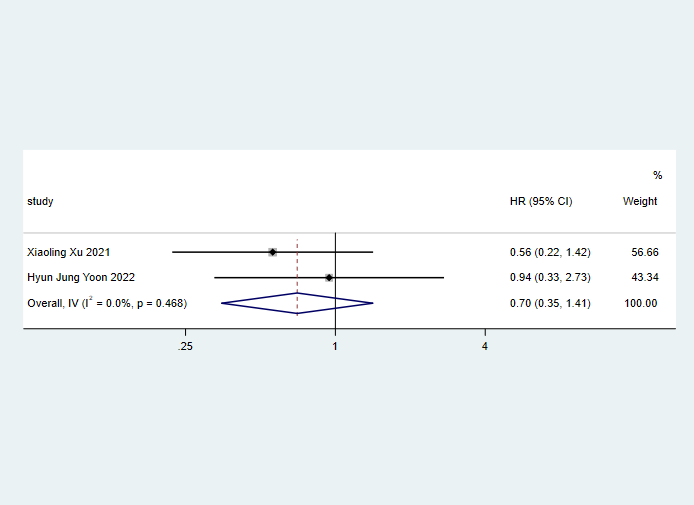 %
study HR (95% CI) Weight
Xiaoling Xu 2021 0.56 (0.22, 1.42) 56.66
Hyun Jung Yoon 2022 0.94 (0.33, 2.73) 43.34
Overall, IV (I² = 0.0%, p = 0.468) 0.70 (0.35, 1.41) 100.00
.25 1 4